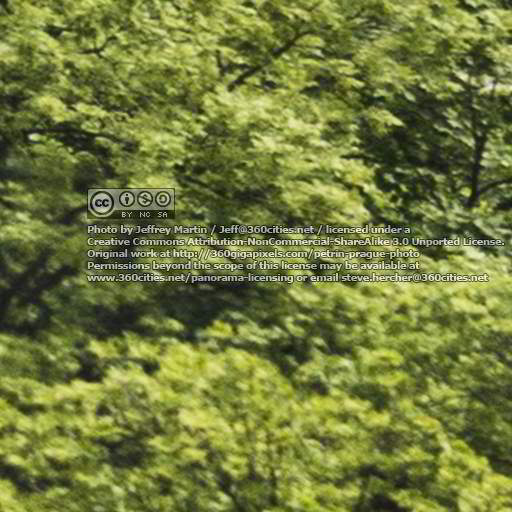 cc BY NC SA
Photo by Jeffrey Martin / Jeff@360cities.net / licensed under a
Creative Commons Attribution-NonCommercial-ShareAlike 3.0 Unported License.
Original work at http://360gigapixels.com/petrin-prague-photo
Permissions beyond the scope of this license may be available at
www.360cities.net/panorama-licensing or email steve.hercher@360cities.net